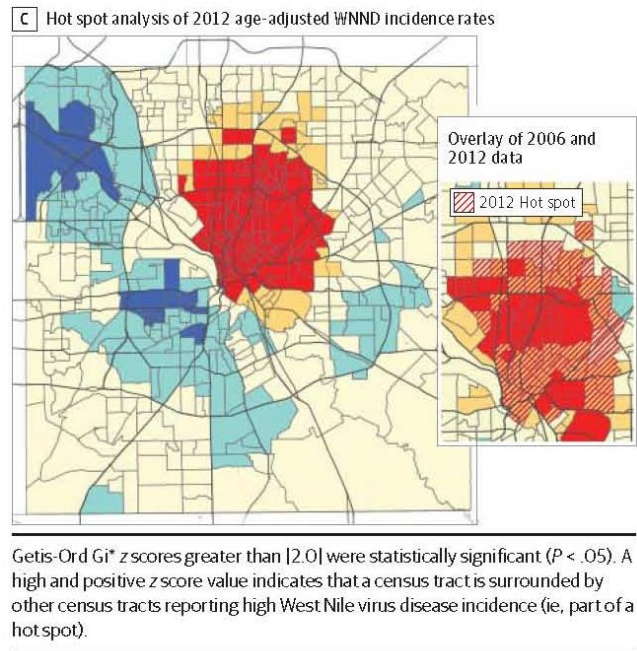 C Hot spot analysis of 2012 age-adjusted WNND incidence rates
Overlay of 2006 and
2012 data
2012 Hot spot
Getis-Ord Gi* z scores greater than |2.0| were statistically significant (P < .05). A
high and positive z score value indicates that a census tract is surrounded by
other census tracts reporting high West Nile virus disease incidence (ie, part of a
hot spot).